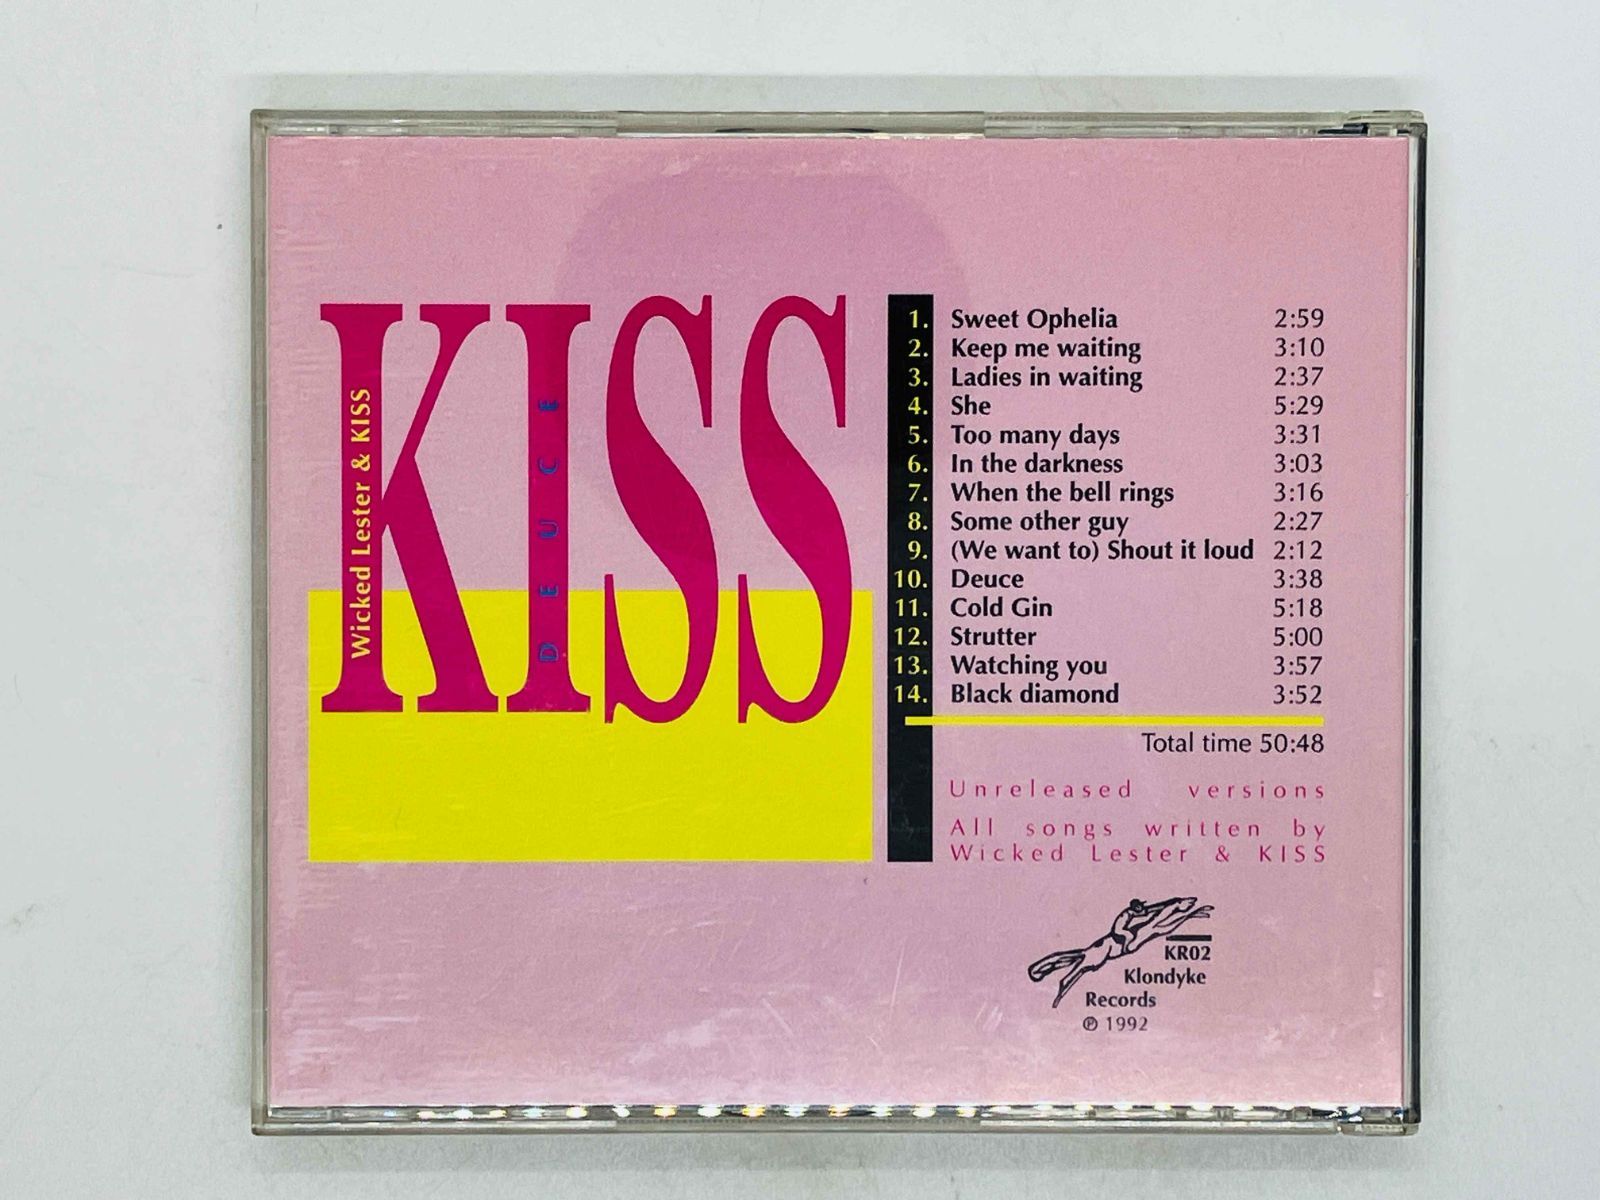 KISS
Wicked Lester & KISS
DEUCE
1. Sweet Ophelia 2:59
2. Keep me waiting 3:10
3. Ladies in waiting 2:37
4. She 5:29
5. Too many days 3:31
6. In the darkness 3:03
7. When the bell rings 3:16
8. Some other guy 2:27
9. (We want to) Shout it loud 2:12
10. Deuce 3:38
11. Cold Gin 5:18
12. Strutter 5:00
13. Watching you 3:57
14. Black diamond 3:52
Total time 50:48
Unreleased versions
All songs written by
Wicked Lester & KISS
KR02
Klondyke
Records
℗ 1992